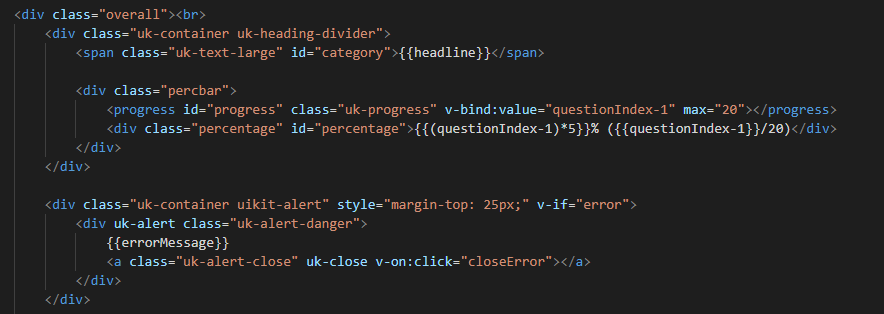 <div class="overall"><br>
<div class="uk-container uk-heading-divider">
<span class="uk-text-large" id="category">{{headline}}</span>
<div class="percbar">
<progress id="progress" class="uk-progress" v-bind:value="questionIndex-1" max="20"></progress>
<div class="percentage" id="percentage">{{(questionIndex-1)*5}}% ({{questionIndex-1}}/20)</div>
</div>
</div>
<div class="uk-container uikit-alert" style="margin-top: 25px;" v-if="error">
<div uk-alert class="uk-alert-danger">
{{errorMessage}}
<a class="uk-alert-close" uk-close v-on:click="closeError"></a>
</div>
</div>